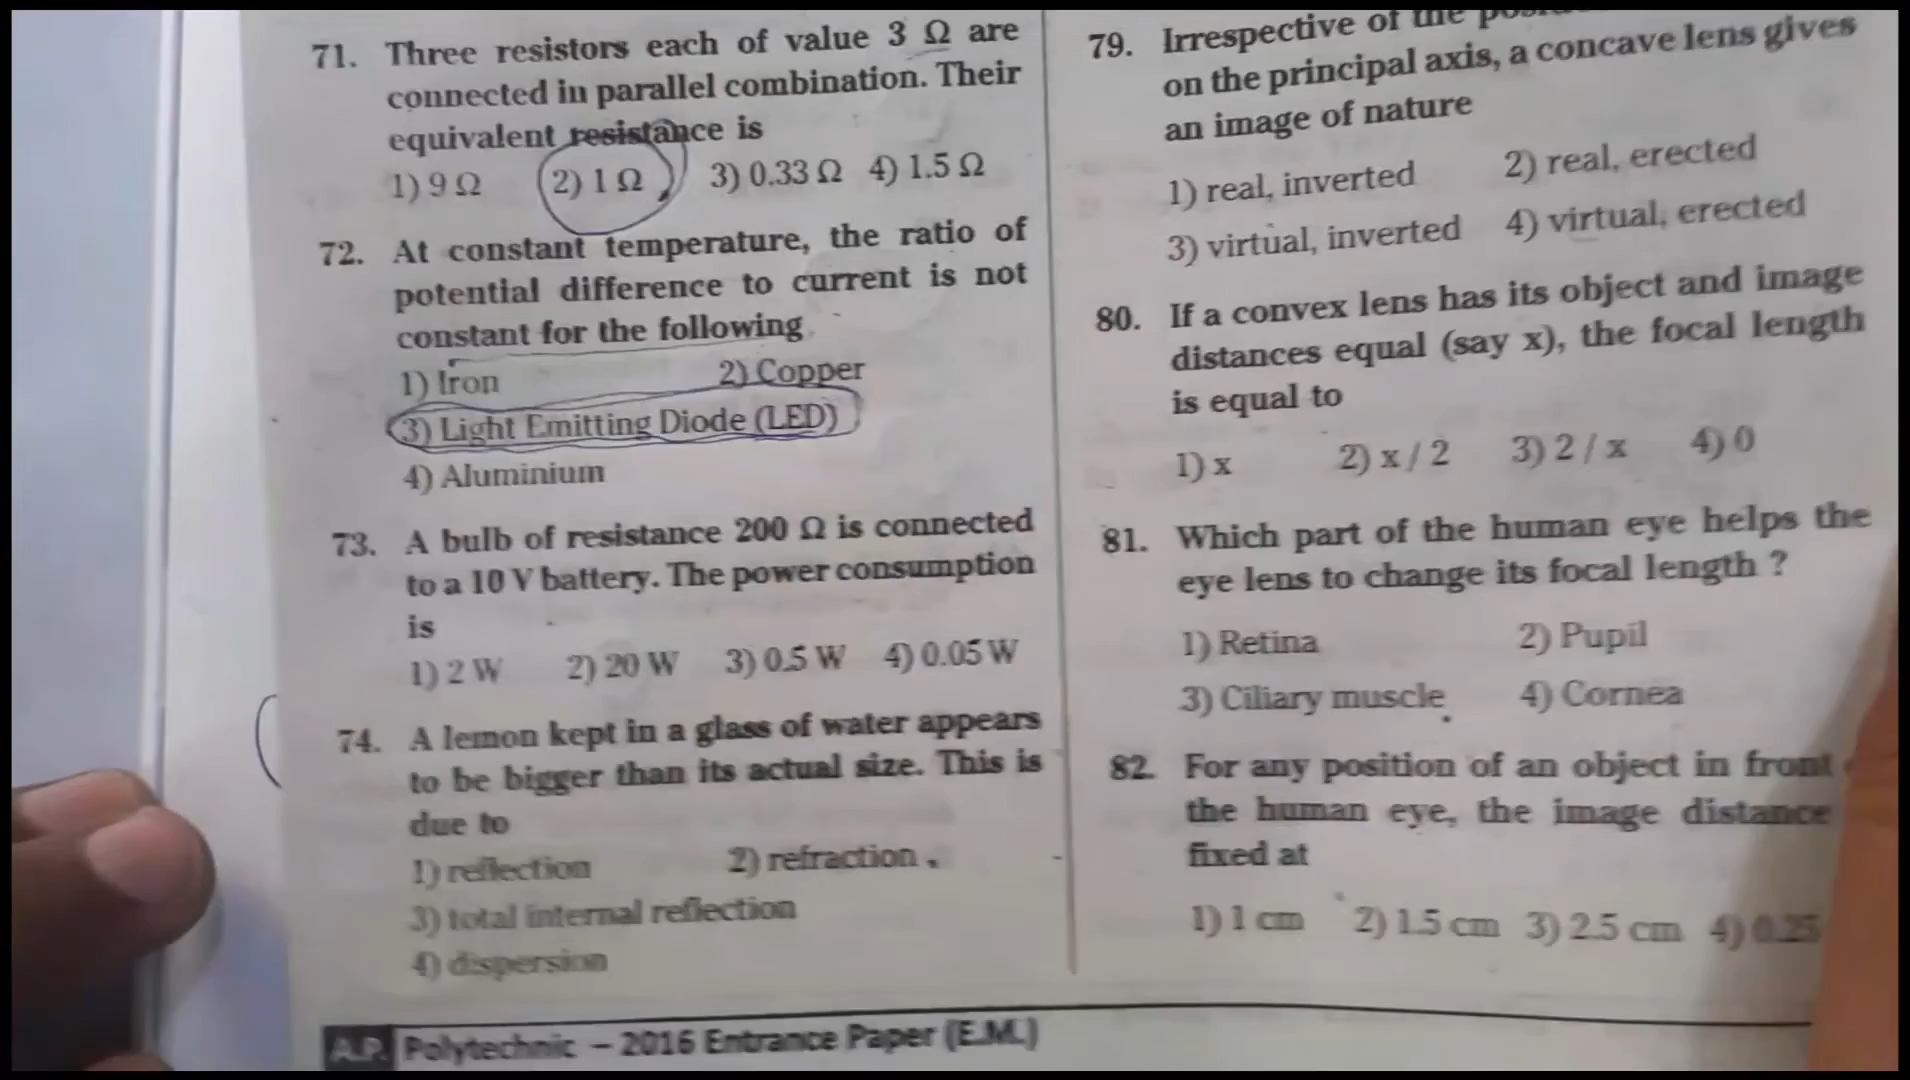 71. Three resistors each of value 3 Ω are
connected in parallel combination. Their
equivalent resistance is
1) 9 Ω 2) 1 Ω 3) 0.33 Ω 4) 1.5 Ω
72. At constant temperature, the ratio of
potential difference to current is not
constant for the following
1) Iron 2) Copper
3) Light Emitting Diode (LED)
4) Aluminium
73. A bulb of resistance 200 Ω is connected
to a 10 V battery. The power consumption
is
1) 2 W 2) 20 W 3) 0.5 W 4) 0.05 W
74. A lemon kept in a glass of water appears
to be bigger than its actual size. This is
due to
1) reflection 2) refraction
3) total internal reflection
4) dispersion
79. Irrespective of the
on the principal axis, a concave lens gives
an image of nature
1) real, inverted 2) real, erected
3) virtual, inverted 4) virtual, erected
80. If a convex lens has its object and image
distances equal (say x), the focal length
is equal to
1) x 2) x / 2 3) 2 / x 4) 0
81. Which part of the human eye helps the
eye lens to change its focal length ?
1) Retina 2) Pupil
3) Ciliary muscle 4) Cornea
82. For any position of an object in front
the human eye, the image distance
fixed at
1) 1 cm 2) 1.5 cm 3) 2.5 cm 4) 0.25
A.P. Polytechnic – 2016 Entrance Paper (E.M.)